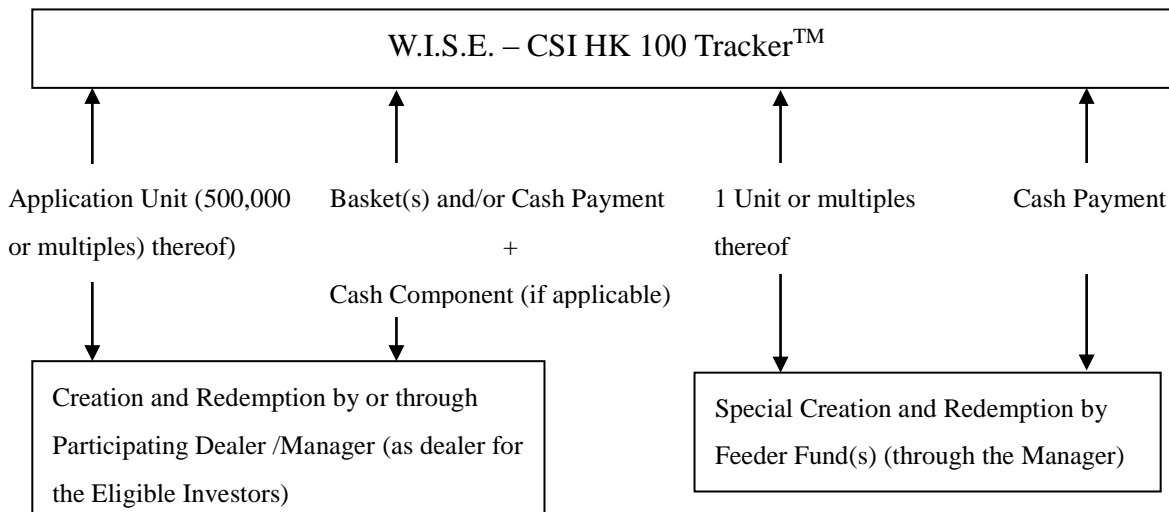 W.I.S.E. – CSI HK 100 Tracker™
Application Unit (500,000
or multiples) thereof)
Basket(s) and/or Cash Payment
+
Cash Component (if applicable)
1 Unit or multiples
thereof
Cash Payment
Creation and Redemption by or through
Participating Dealer /Manager (as dealer for
the Eligible Investors)
Special Creation and Redemption by
Feeder Fund(s) (through the Manager)